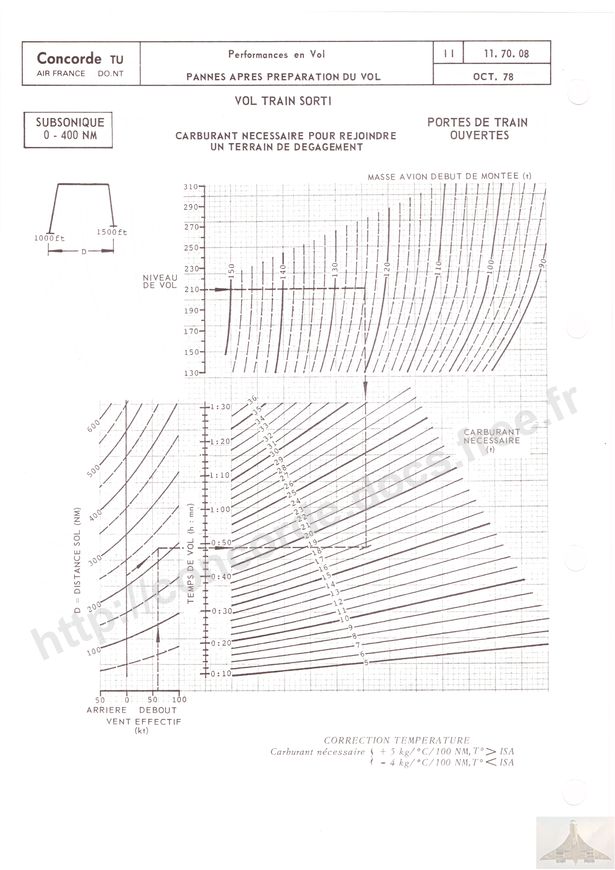 Concorde TU
AIR FRANCE DO.NT
Performances en Vol
PANNES APRES PREPARATION DU VOL
11
11.70.08
OCT. 78
VOL TRAIN SORTI
SUBSONIQUE
0 - 400 NM
CARBURANT NECESSAIRE POUR REJOINDRE
UN TERRAIN DE DEGAGEMENT
PORTES DE TRAIN
OUVERTES
MASSE AVION DEBUT DE MONTEE (t)
1000ft
1500ft
D
NIVEAU
DE VOL
310
290
270
250
230
210
190
170
150
130
150
140
130
120
110
100
90
CARBURANT
NECESSAIRE
(t)
D = DISTANCE SOL (NM)
600
500
400
300
200
100
TEMPS DE VOL (h : mn)
1:30
1:20
1:10
1:00
0:50
0:40
0:30
0:20
0:10
36
35
34
33
32
31
30
29
28
27
26
25
24
23
22
21
20
19
18
17
16
15
14
13
12
11
10
9
8
7
6
5
50 0 50 100
ARRIERE DEBOUT
VENT EFFECTIF
(kt)
CORRECTION TEMPERATURE
Carburant nécessaire { + 5 kg/°C/100 NM, T° > ISA
{ - 4 kg/°C/100 NM, T° < ISA
http://concorde.docs.free.fr